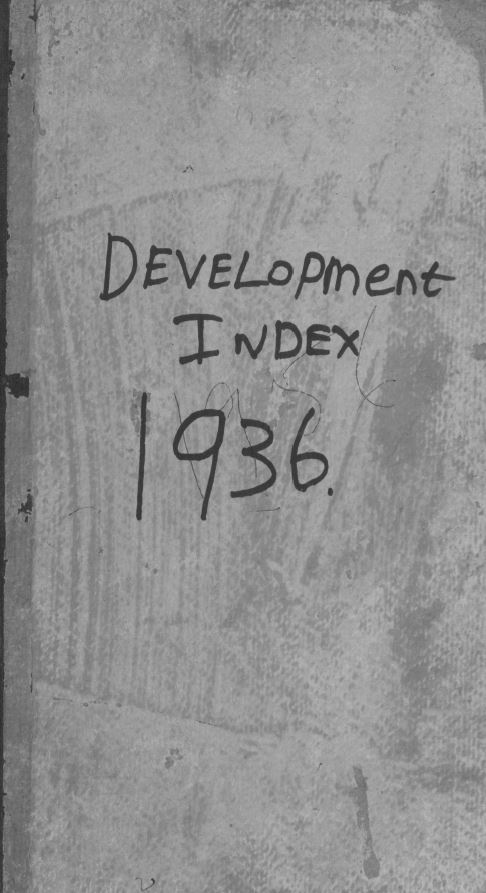 DEVELOPment
INDEX
1936.